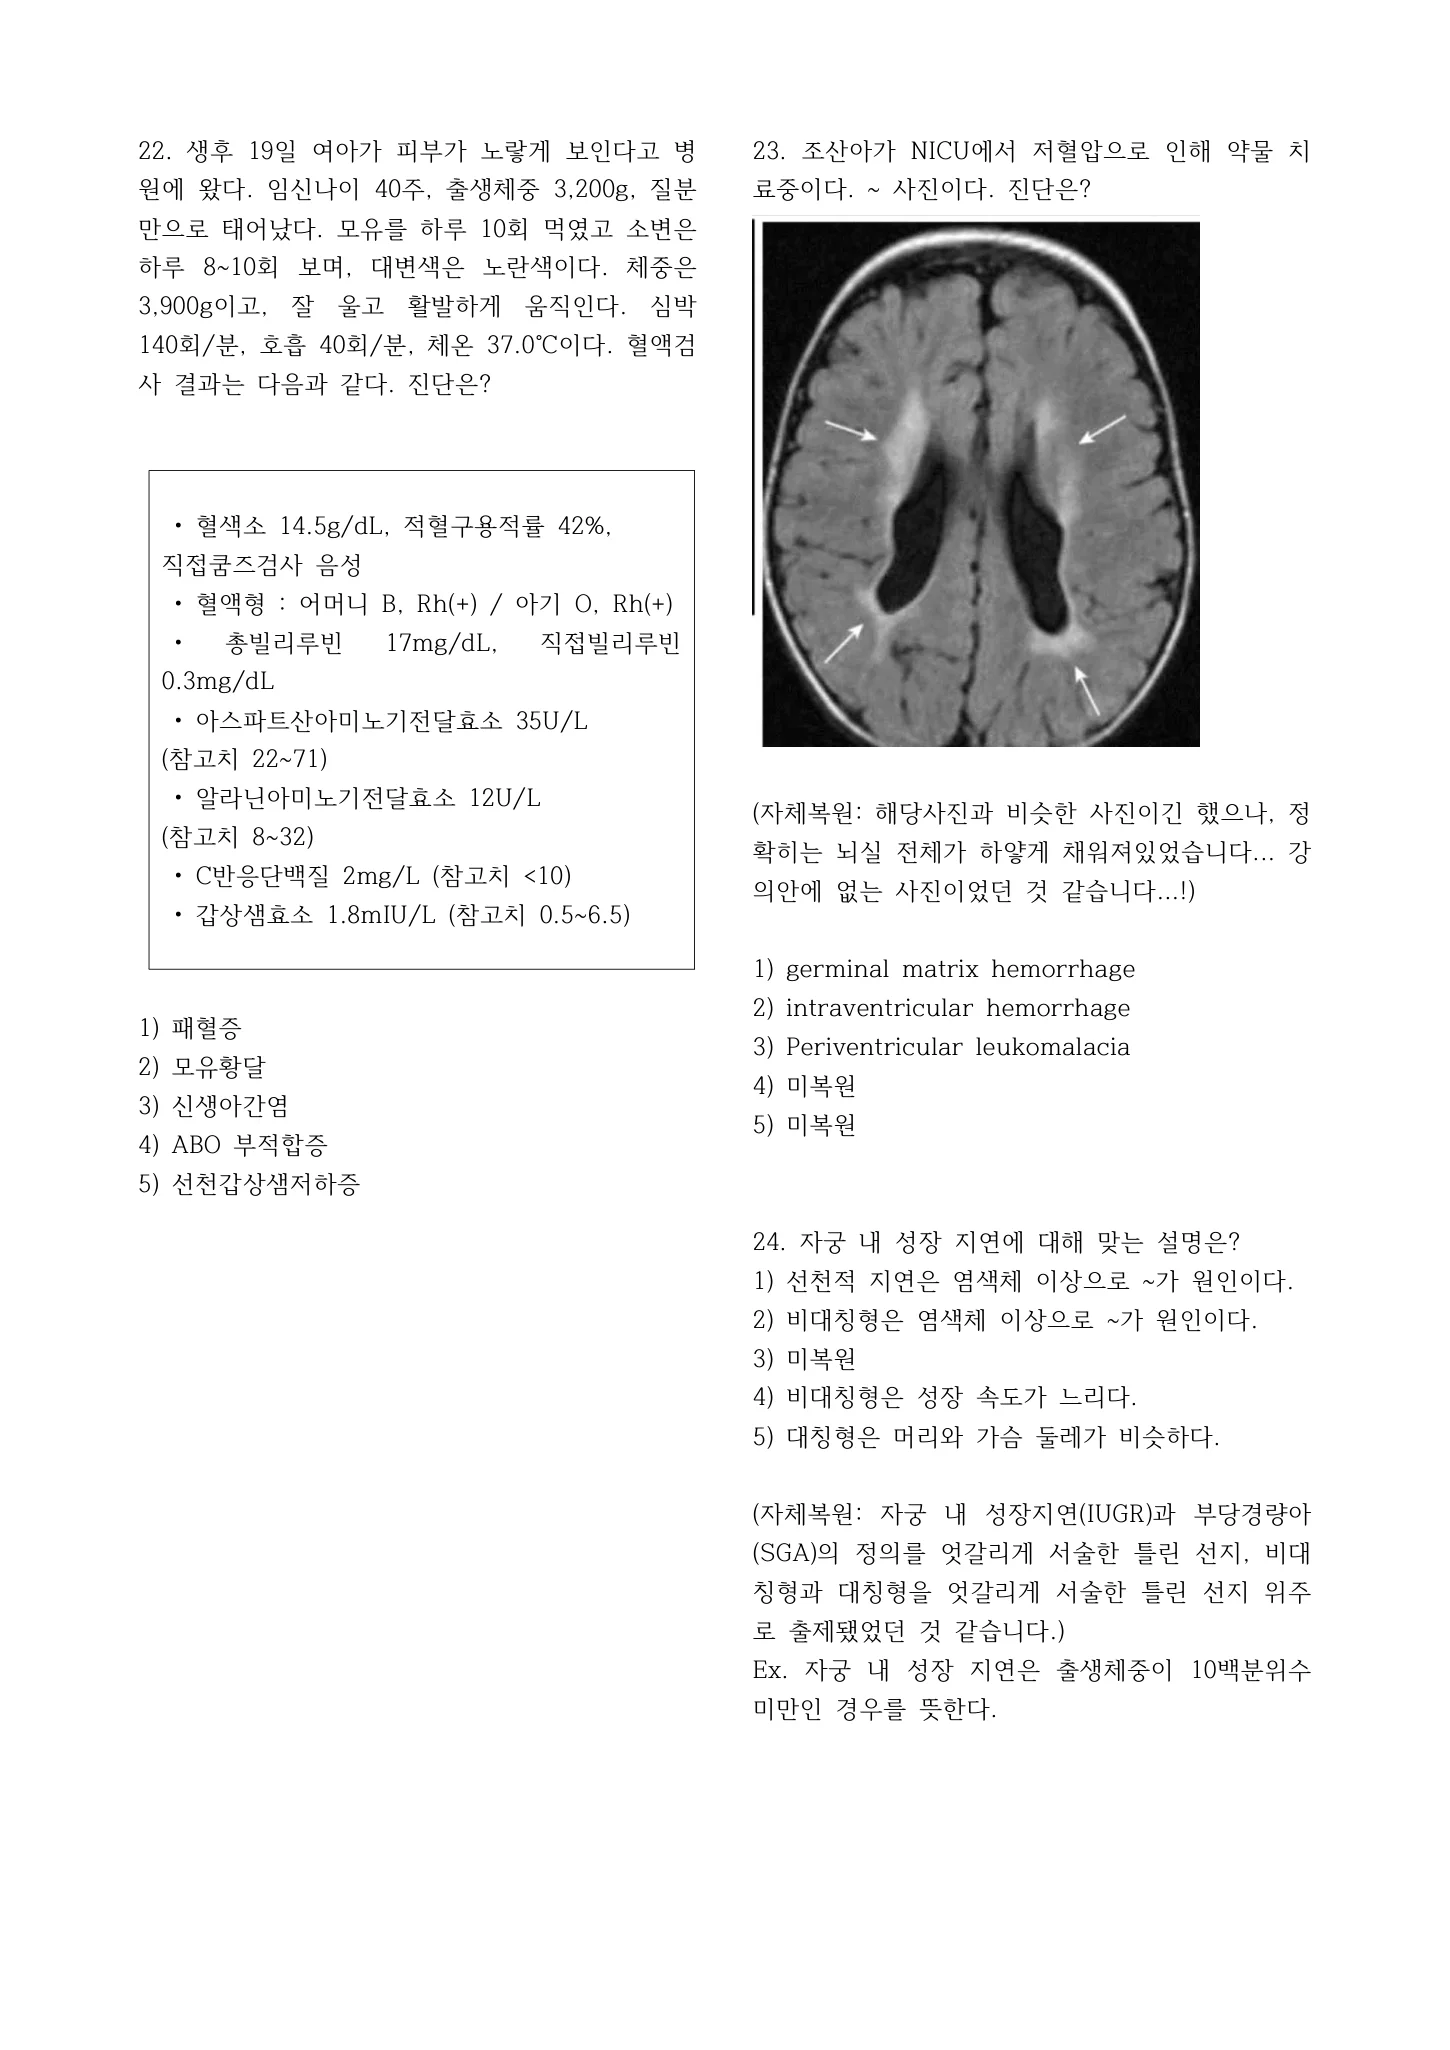 22. 생후 19일 여아가 피부가 노랗게 보인다고 병
원에 왔다. 임신나이 40주, 출생체중 3,200g, 질분
만으로 태어났다. 모유를 하루 10회 먹였고 소변은
하루 8~10회 보며, 대변색은 노란색이다. 체중은
3,900g이고, 잘 울고 활발하게 움직인다. 심박
140회/분, 호흡 40회/분, 체온 37.0℃이다. 혈액검
사 결과는 다음과 같다. 진단은?
・혈색소 14.5g/dL, 적혈구용적률 42%,
직접쿰즈검사 음성
・혈액형 : 어머니 B, Rh(+) / 아기 O, Rh(+)
・ 총빌리루빈 17mg/dL, 직접빌리루빈
0.3mg/dL
・아스파트산아미노기전달효소 35U/L
(참고치 22~71)
・알라닌아미노기전달효소 12U/L
(참고치 8~32)
・C반응단백질 2mg/L (참고치 <10)
・갑상샘효소 1.8mIU/L (참고치 0.5~6.5)
1) 패혈증
2) 모유황달
3) 신생아간염
4) ABO 부적합증
5) 선천갑상샘저하증
23. 조산아가 NICU에서 저혈압으로 인해 약물 치
료중이다. ~ 사진이다. 진단은?
(자체복원: 해당사진과 비슷한 사진이긴 했으나, 정
확히는 뇌실 전체가 하얗게 채워져있었습니다... 강
의안에 없는 사진이었던 것 같습니다...!)
1) germinal matrix hemorrhage
2) intraventricular hemorrhage
3) Periventricular leukomalacia
4) 미복원
5) 미복원
24. 자궁 내 성장 지연에 대해 맞는 설명은?
1) 선천적 지연은 염색체 이상으로 ~가 원인이다.
2) 비대칭형은 염색체 이상으로 ~가 원인이다.
3) 미복원
4) 비대칭형은 성장 속도가 느리다.
5) 대칭형은 머리와 가슴 둘레가 비슷하다.
(자체복원: 자궁 내 성장지연(IUGR)과 부당경량아
(SGA)의 정의를 엇갈리게 서술한 틀린 선지, 비대
칭형과 대칭형을 엇갈리게 서술한 틀린 선지 위주
로 출제됐었던 것 같습니다.)
Ex. 자궁 내 성장 지연은 출생체중이 10백분위수
미만인 경우를 뜻한다.